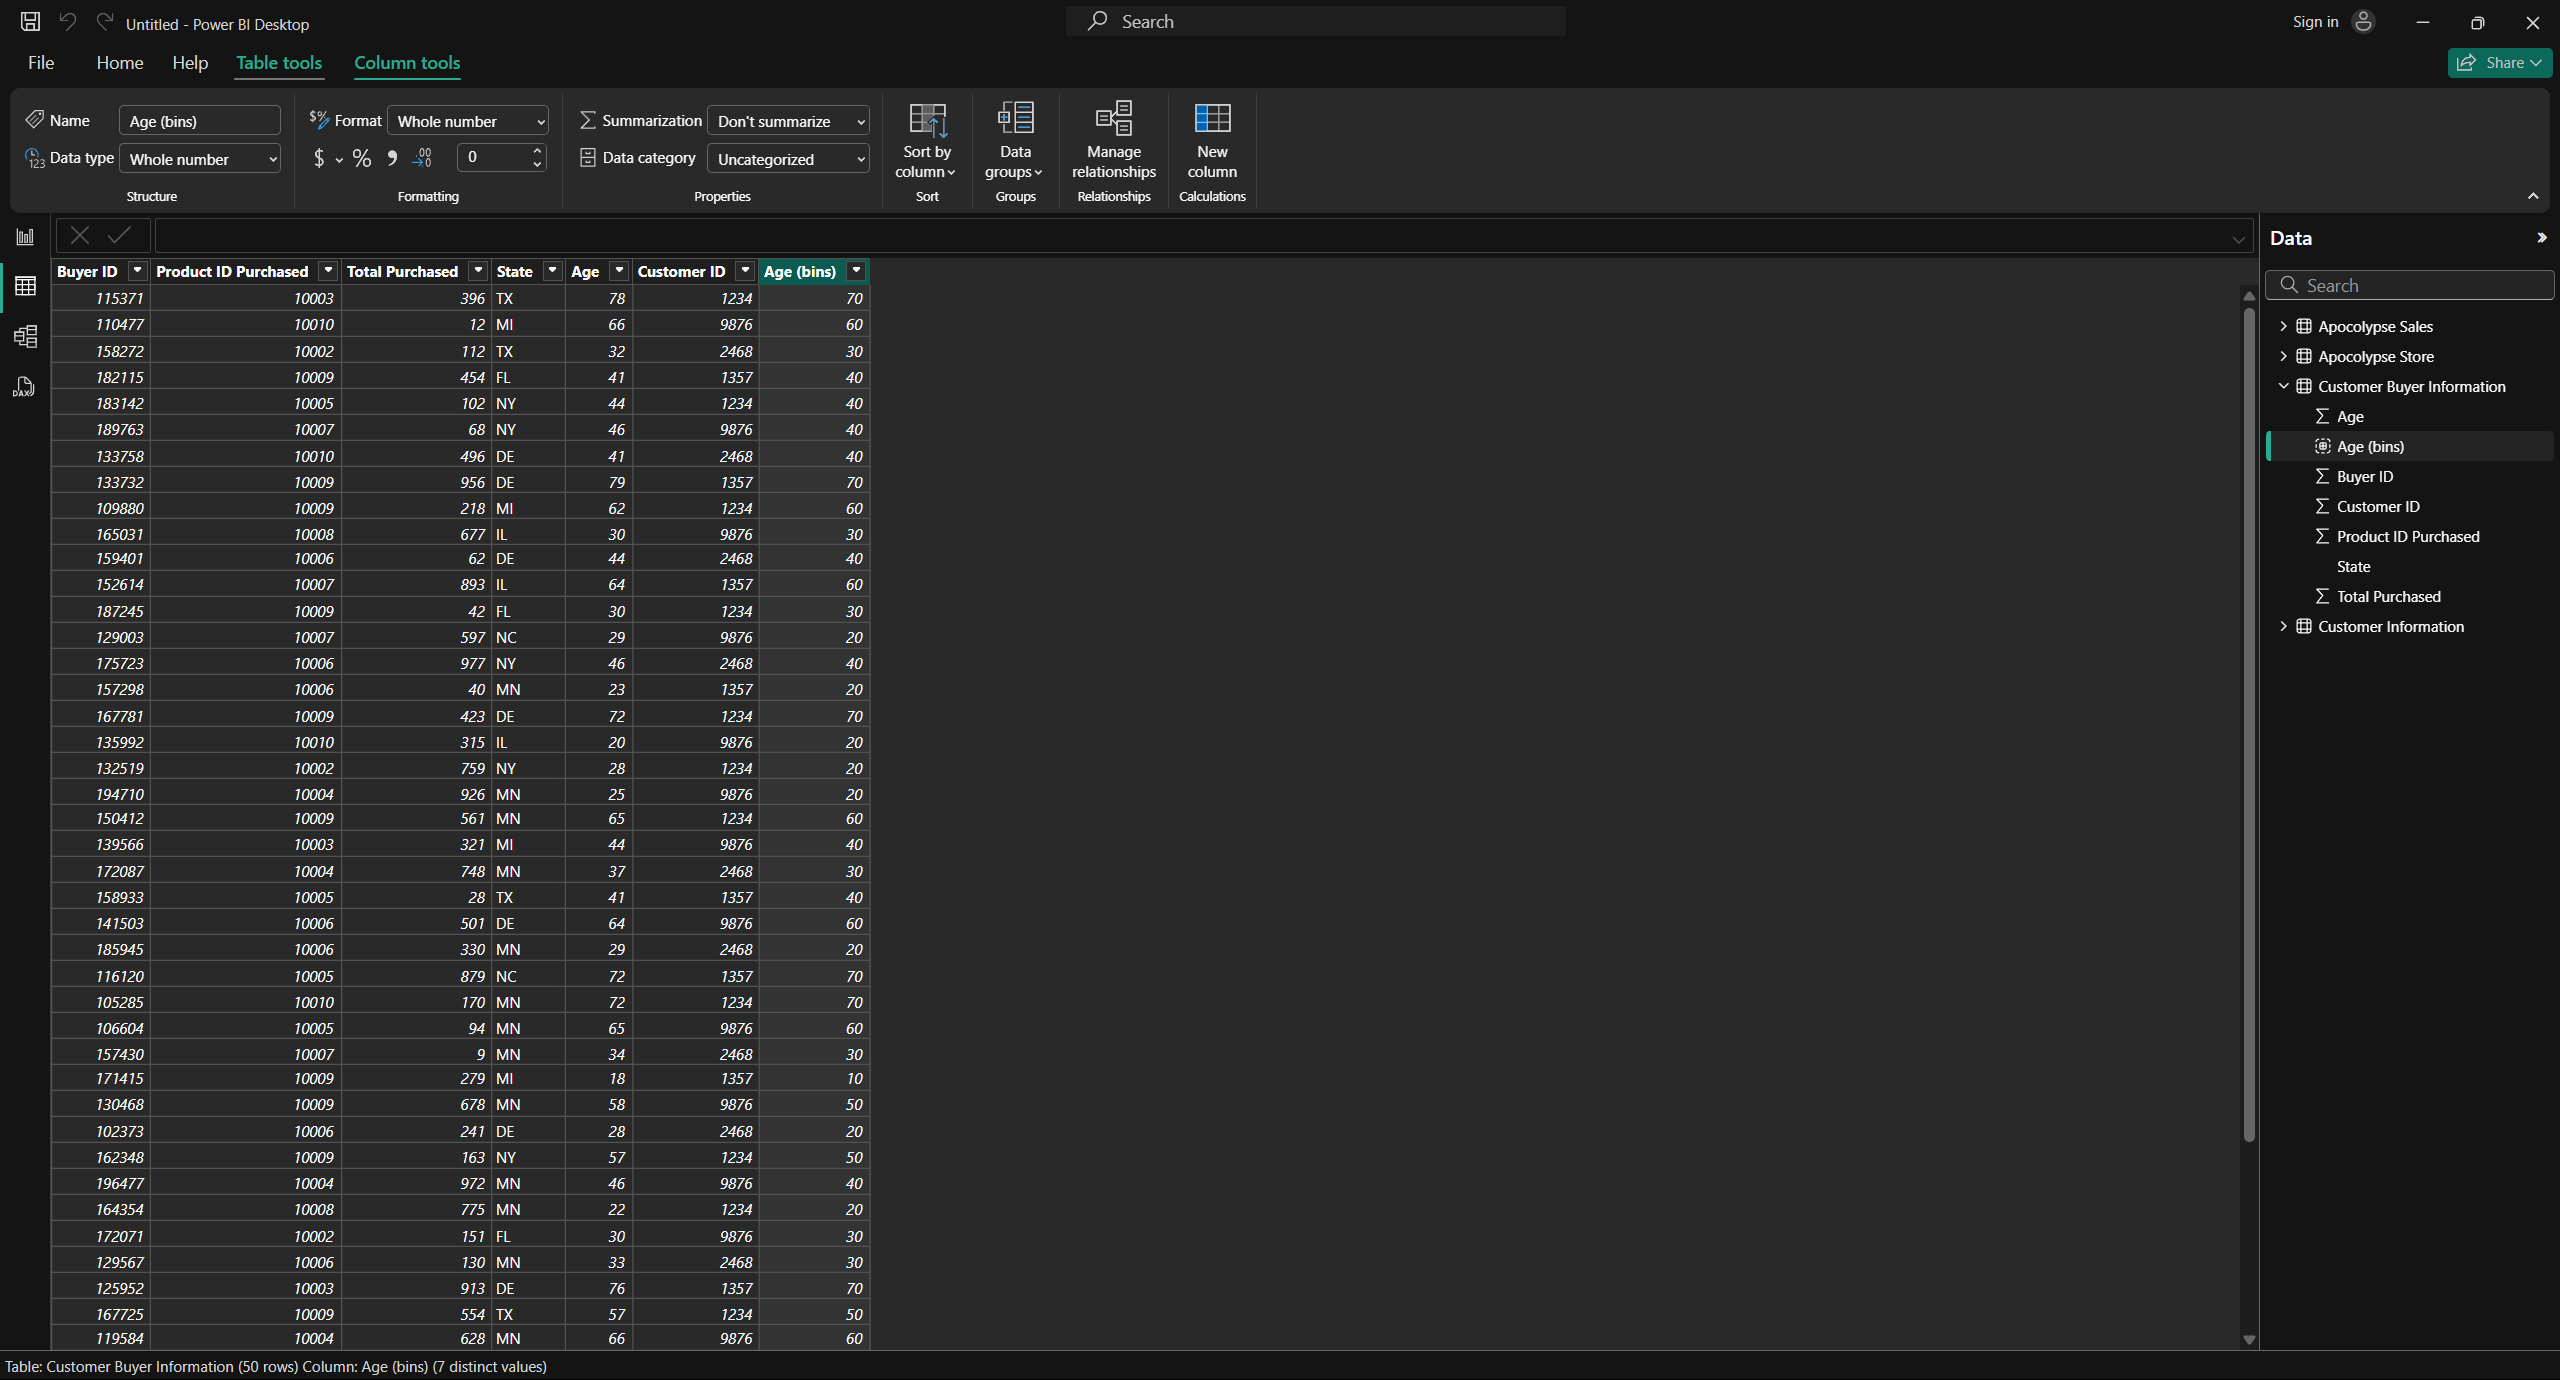 Untitled - Power BI Desktop
Search
Sign in
File Home Help Table tools Column tools
Share
Name Age (bins)
Data type Whole number
Structure
$% Format Whole number
$ % , .00 →.0 0
Formatting
Summarization Don't summarize
Data category Uncategorized
Properties
Sort by column
Sort
Data groups
Groups
Manage relationships
Relationships
New column
Calculations
Data
Search
Apocolypse Sales
Apocolypse Store
Customer Buyer Information
Age
Age (bins)
Buyer ID
Customer ID
Product ID Purchased
State
Total Purchased
Customer Information
DAX
Buyer ID Product ID Purchased Total Purchased State Age Customer ID Age (bins)
115371 10003 396 TX 78 1234 70
110477 10010 12 MI 66 9876 60
158272 10002 112 TX 32 2468 30
182115 10009 454 FL 41 1357 40
183142 10005 102 NY 44 1234 40
189763 10007 68 NY 46 9876 40
133758 10010 496 DE 41 2468 40
133732 10009 956 DE 79 1357 70
109880 10009 218 MI 62 1234 60
165031 10008 677 IL 30 9876 30
159401 10006 62 DE 44 2468 40
152614 10007 893 IL 64 1357 60
187245 10009 42 FL 30 1234 30
129003 10007 597 NC 29 9876 20
175723 10006 977 NY 46 2468 40
157298 10006 40 MN 23 1357 20
167781 10009 423 DE 72 1234 70
135992 10010 315 IL 20 9876 20
132519 10002 759 NY 28 1234 20
194710 10004 926 MN 25 9876 20
150412 10009 561 MN 65 1234 60
139566 10003 321 MI 44 9876 40
172087 10004 748 MN 37 2468 30
158933 10005 28 TX 41 1357 40
141503 10006 501 DE 64 9876 60
185945 10006 330 MN 29 2468 20
116120 10005 879 NC 72 1357 70
105285 10010 170 MN 72 1234 70
106604 10005 94 MN 65 9876 60
157430 10007 9 MN 34 2468 30
171415 10009 279 MI 18 1357 10
130468 10009 678 MN 58 9876 50
102373 10006 241 DE 28 2468 20
162348 10009 163 NY 57 1234 50
196477 10004 972 MN 46 9876 40
164354 10008 775 MN 22 1234 20
172071 10002 151 FL 30 9876 30
129567 10006 130 MN 33 2468 30
125952 10003 913 DE 76 1357 70
167725 10009 554 TX 57 1234 50
119584 10004 628 MN 66 9876 60
Table: Customer Buyer Information (50 rows) Column: Age (bins) (7 distinct values)